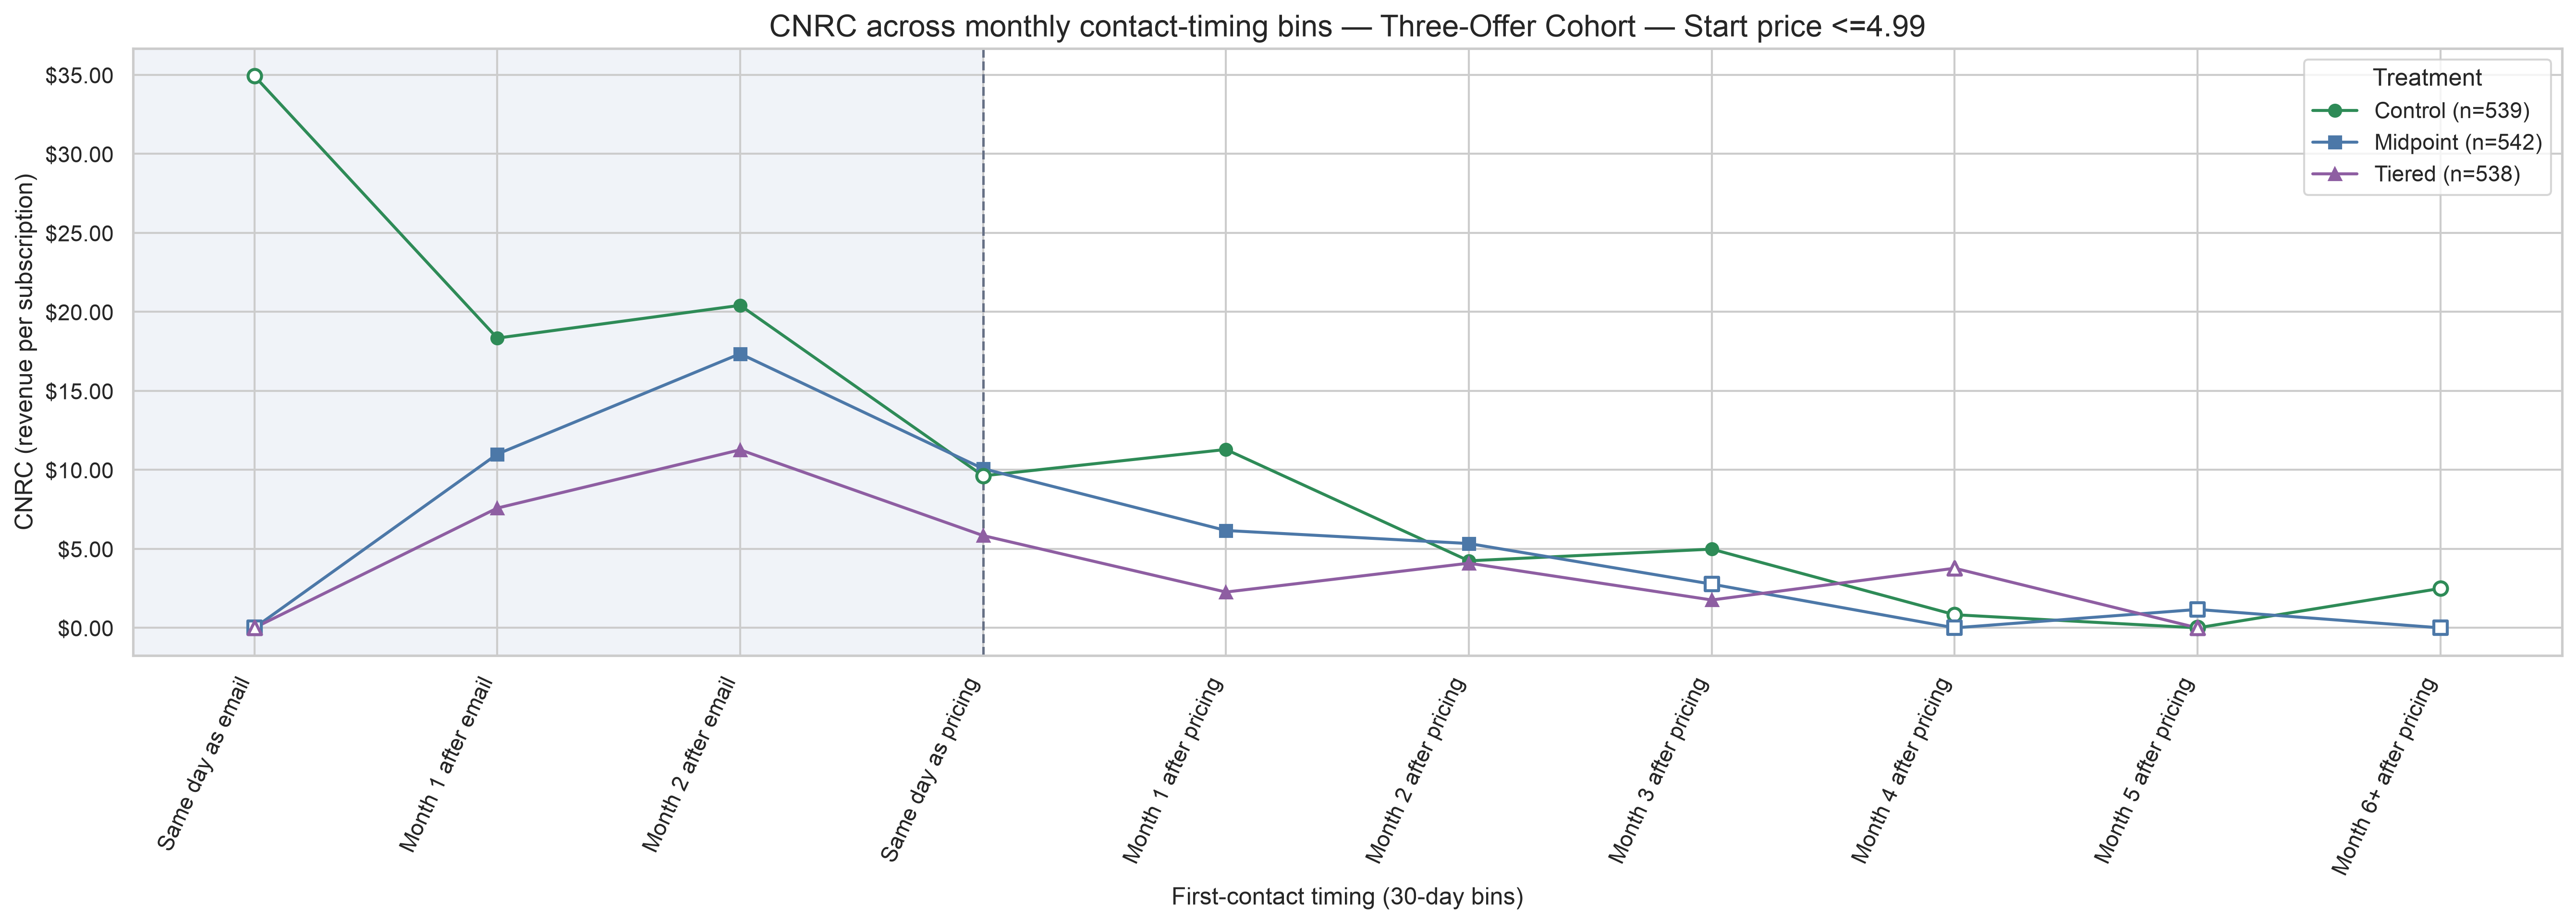 CNRC across monthly contact-timing bins — Three-Offer Cohort — Start price <=4.99
CNRC (revenue per subscription)
$35.00
$30.00
$25.00
$20.00
$15.00
$10.00
$5.00
$0.00
Treatment
Control (n=539)
Midpoint (n=542)
Tiered (n=538)
Same day as email
Month 1 after email
Month 2 after email
Same day as pricing
Month 1 after pricing
Month 2 after pricing
Month 3 after pricing
Month 4 after pricing
Month 5 after pricing
Month 6+ after pricing
First-contact timing (30-day bins)